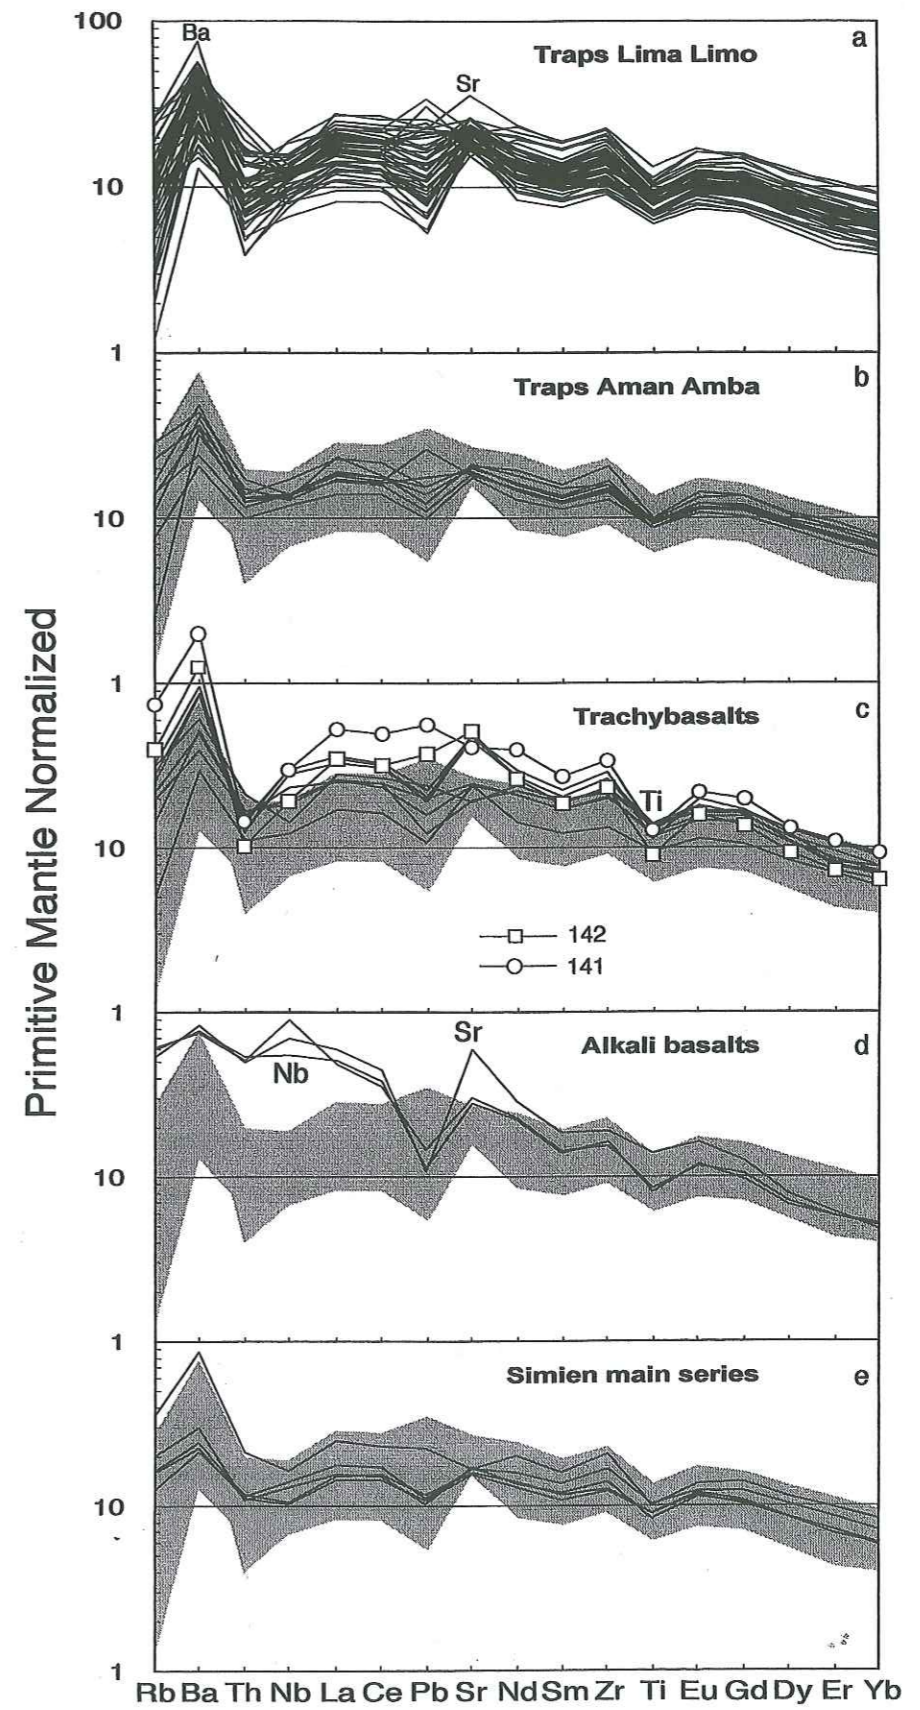 Primitive Mantle Normalized
100
Ba
Sr
Traps Lima Limo
a
10
1
Traps Aman Amba
b
10
1
Trachybasalts
c
Ti
10
142
141
1
Nb
Sr
Alkali basalts
d
10
1
Simien main series
e
10
1
Rb Ba Th Nb La Ce Pb Sr Nd Sm Zr Ti Eu Gd Dy Er Yb